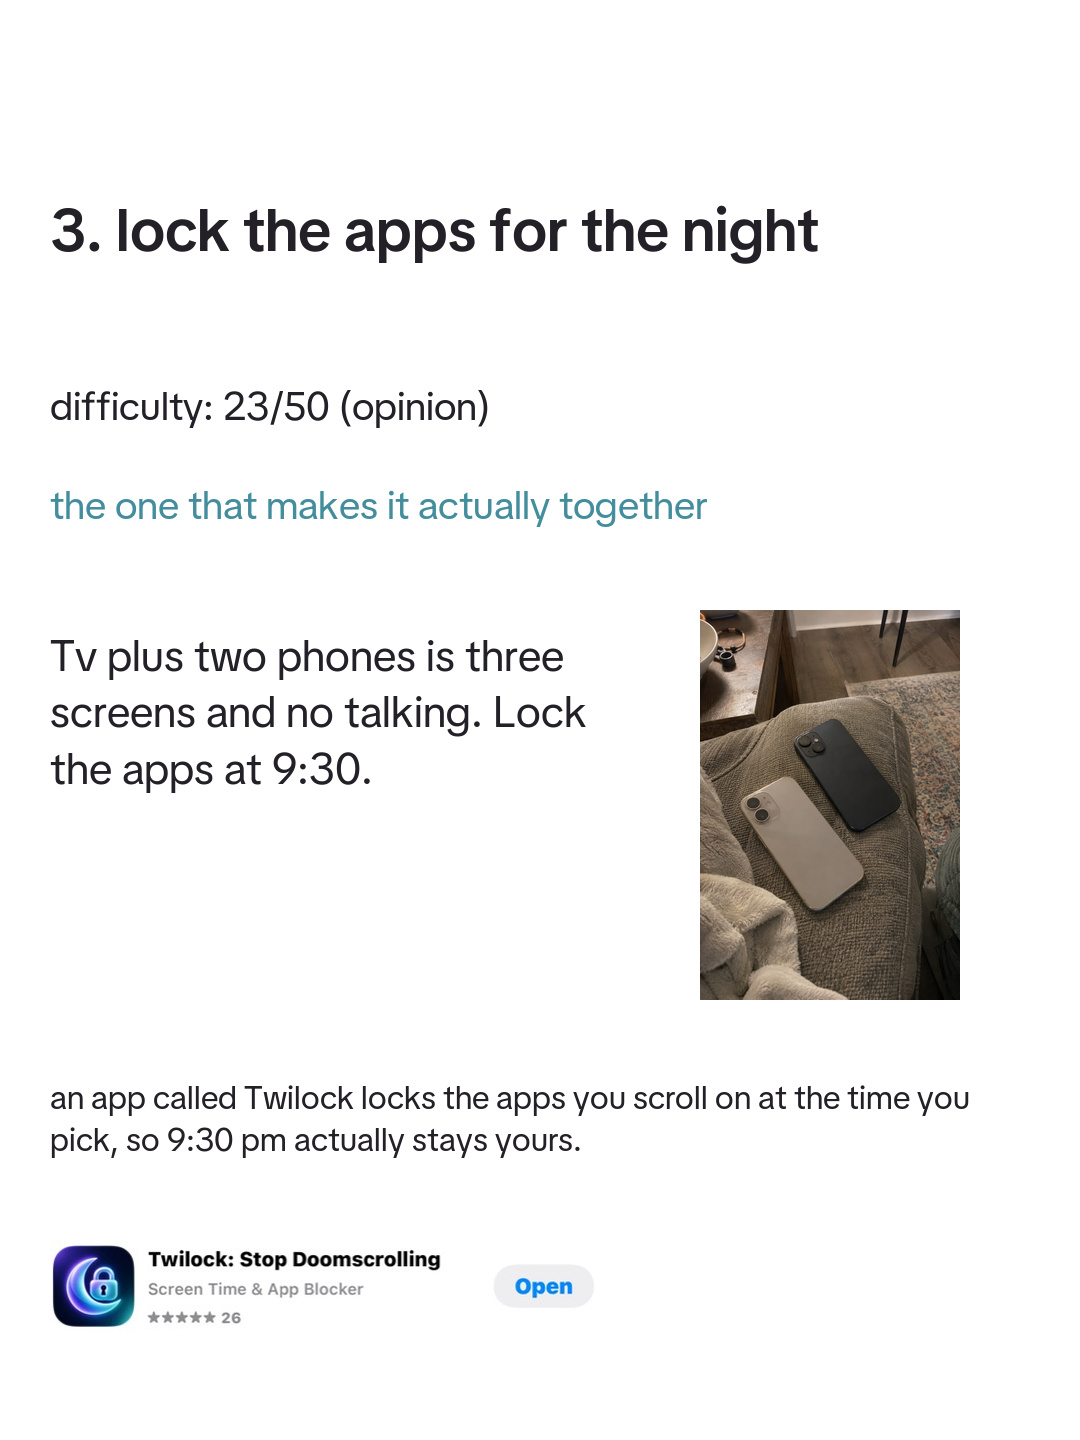 3. lock the apps for the night
difficulty: 23/50 (opinion)
the one that makes it actually together
Tv plus two phones is three
screens and no talking. Lock
the apps at 9:30.
an app called Twilock locks the apps you scroll on at the time you
pick, so 9:30 pm actually stays yours.
Twilock: Stop Doomscrolling
Screen Time & App Blocker
★★★★★ 26
Open